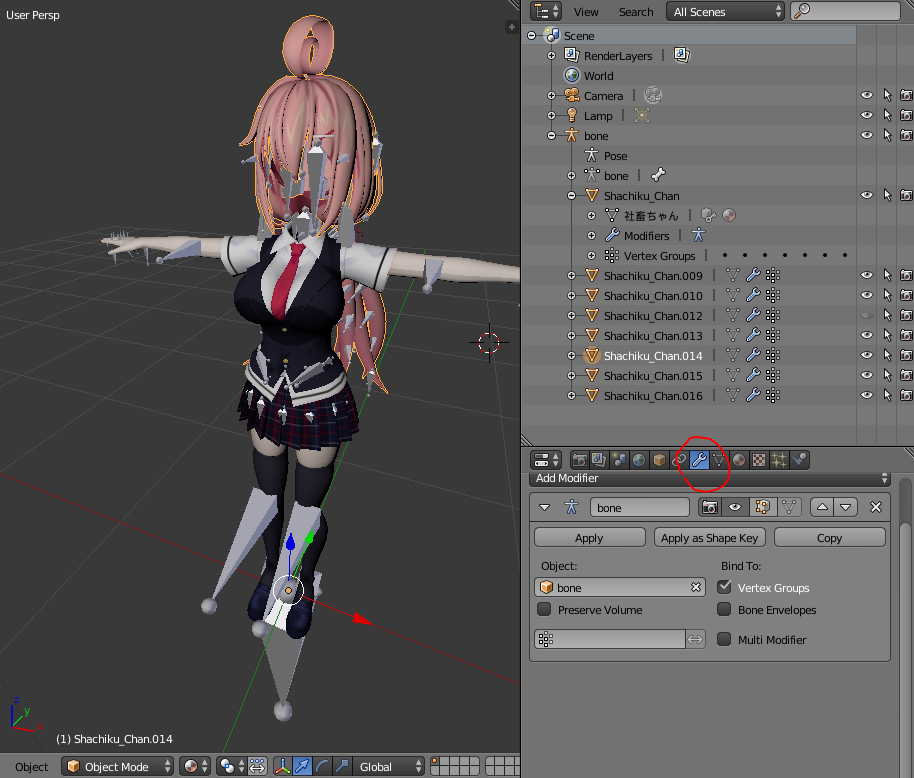 User Persp
View Search All Scenes
Scene
RenderLayers
World
Camera
Lamp
bone
Pose
bone
Shachiku_Chan
社畜ちゃん
Modifiers
Vertex Groups
Shachiku_Chan.009
Shachiku_Chan.010
Shachiku_Chan.012
Shachiku_Chan.013
Shachiku_Chan.014
Shachiku_Chan.015
Shachiku_Chan.016
Add Modifier
bone
Apply Apply as Shape Key Copy
Object: Bind To:
bone Vertex Groups
Preserve Volume Bone Envelopes
Multi Modifier
z
y
x
(1) Shachiku_Chan.014
Object Object Mode Global